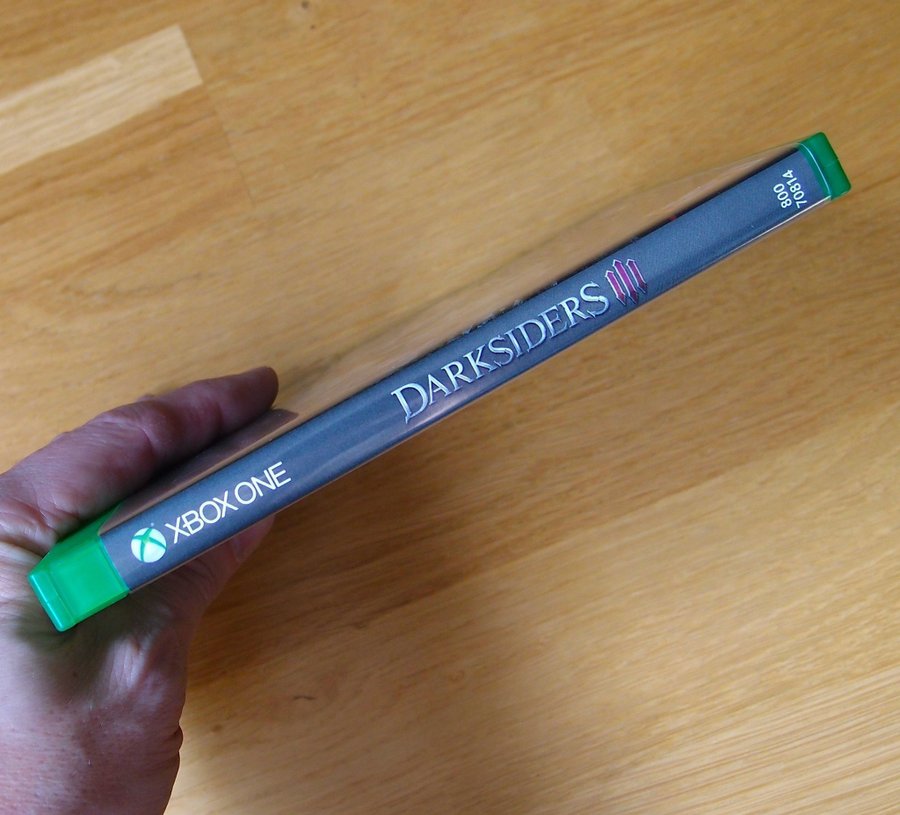 XBOX ONE
DARKSIDERS III
800
70814